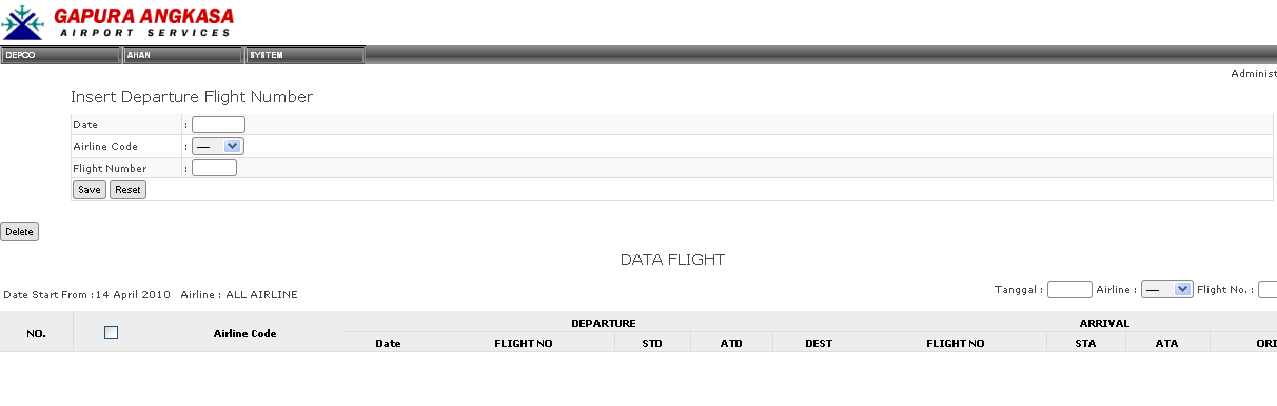 GAPURA ANGKASA
AIRPORT SERVICES
DEPCO AHAN SYSTEM
Administ
Insert Departure Flight Number
Date :
Airline Code : ---
Flight Number :
Save Reset
Delete
DATA FLIGHT
Date Start From :14 April 2010 Airline : ALL AIRLINE Tanggal : Airline : --- Flight No. :
NO. Airline Code DEPARTURE ARRIVAL
Date FLIGHT NO STD ATD DEST FLIGHT NO STA ATA ORI